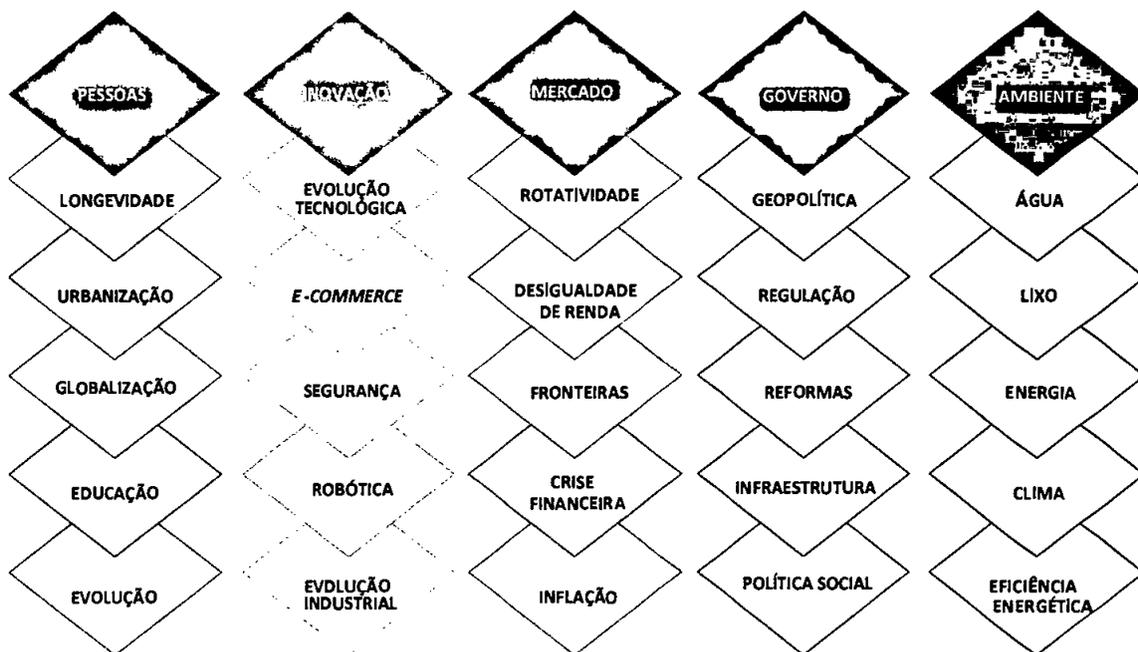 PESSOAS
LONGEVIDADE
URBANIZAÇÃO
GLOBALIZAÇÃO
EDUCAÇÃO
EVOLUÇÃO
INOVAÇÃO
EVOLUÇÃO
TECNOLÓGICA
E-COMMERCE
SEGURANÇA
ROBÓTICA
EVDLUÇÃO
INDUSTRIAL
MERCADO
ROTATIVIDADE
DESIGUALDADE
DE RENDA
FRONTEIRAS
CRISE
FINANCEIRA
INFLAÇÃO
GOVERNO
GEOPOLÍTICA
REGULAÇÃO
REFORMAS
INFRAESTRUTURA
POLÍTICA SOCIAL
AMBIENTE
ÁGUA
LIXO
ENERGIA
CLIMA
EFICIÊNCIA
ENERGÉTICA